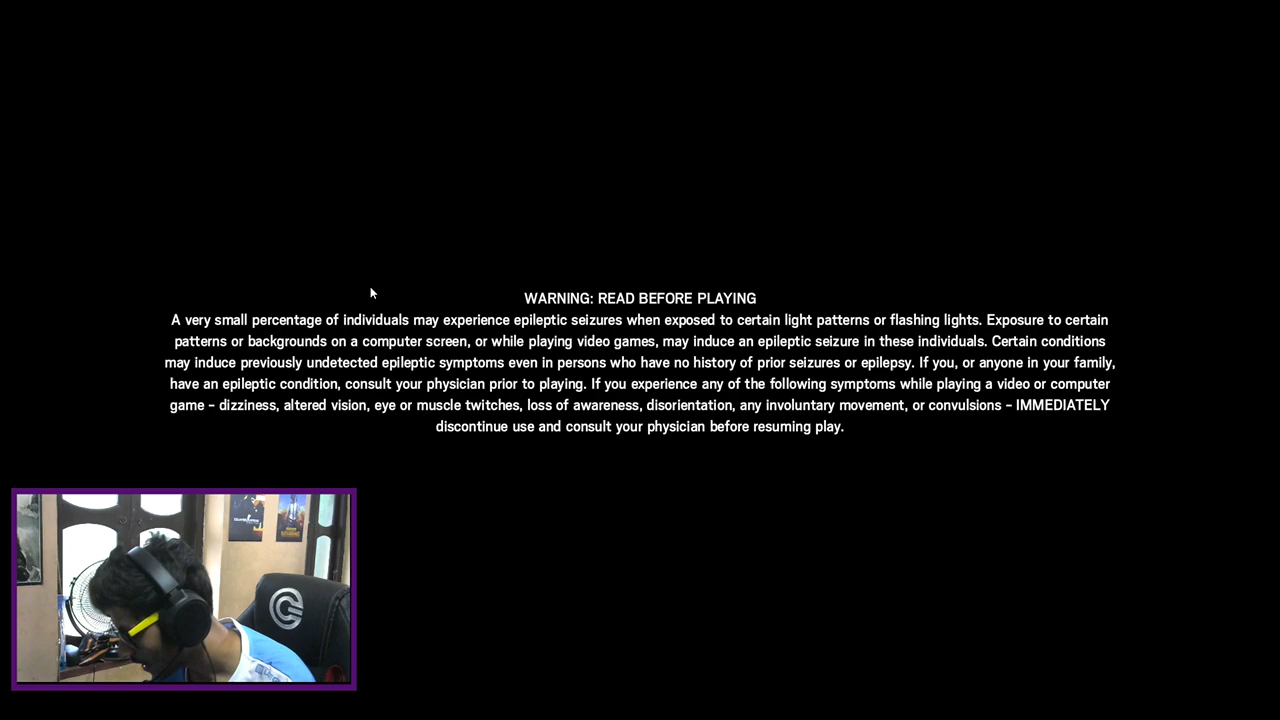 WARNING: READ BEFORE PLAYING
A very small percentage of individuals may experience epileptic seizures when exposed to certain light patterns or flashing lights. Exposure to certain
patterns or backgrounds on a computer screen, or while playing video games, may induce an epileptic seizure in these individuals. Certain conditions
may induce previously undetected epileptic symptoms even in persons who have no history of prior seizures or epilepsy. If you, or anyone in your family,
have an epileptic condition, consult your physician prior to playing. If you experience any of the following symptoms while playing a video or computer
game - dizziness, altered vision, eye or muscle twitches, loss of awareness, disorientation, any involuntary movement, or convulsions - IMMEDIATELY
discontinue use and consult your physician before resuming play.